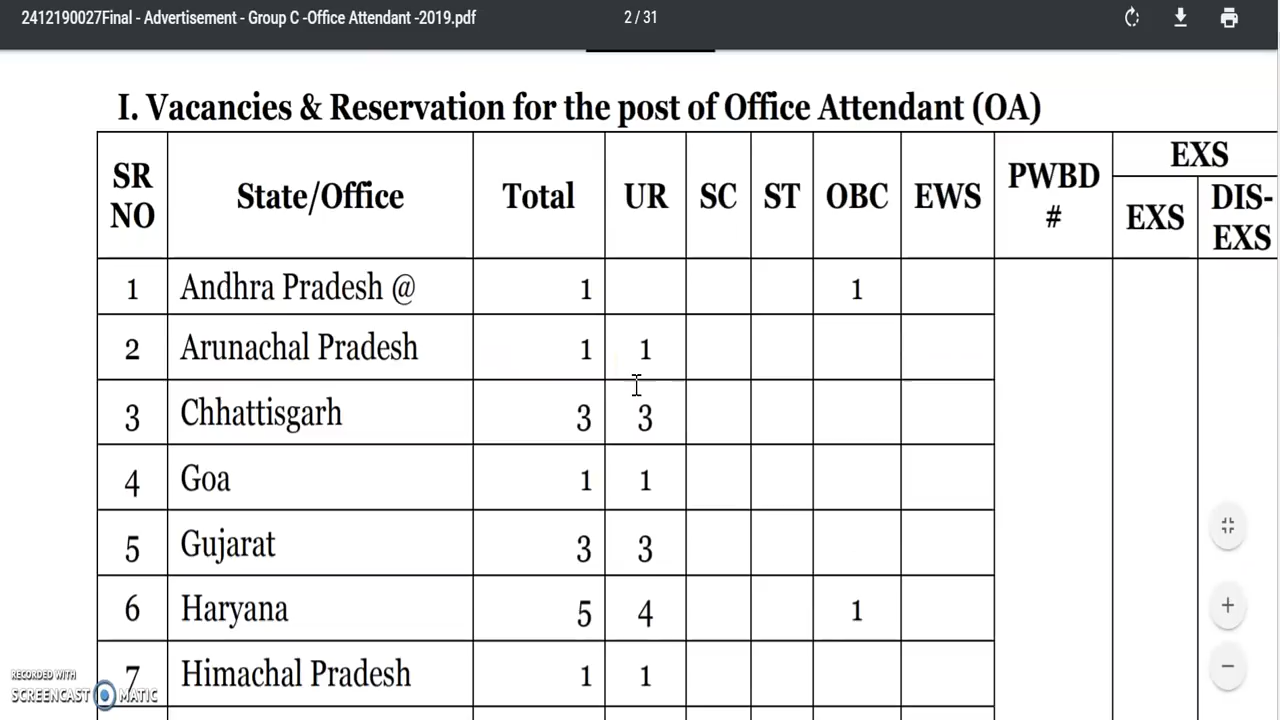 2412190027Final - Advertisement - Group C -Office Attendant -2019.pdf 2 / 31
I. Vacancies & Reservation for the post of Office Attendant (OA)
SR NO State/Office Total UR SC ST OBC EWS PWBD # EXS
EXS DIS-EXS
1 Andhra Pradesh @ 1 1
2 Arunachal Pradesh 1 1
3 Chhattisgarh 3 3
4 Goa 1 1
5 Gujarat 3 3
6 Haryana 5 4 1
7 Himachal Pradesh 1 1
RECORDED WITH
SCREENCAST MATIC